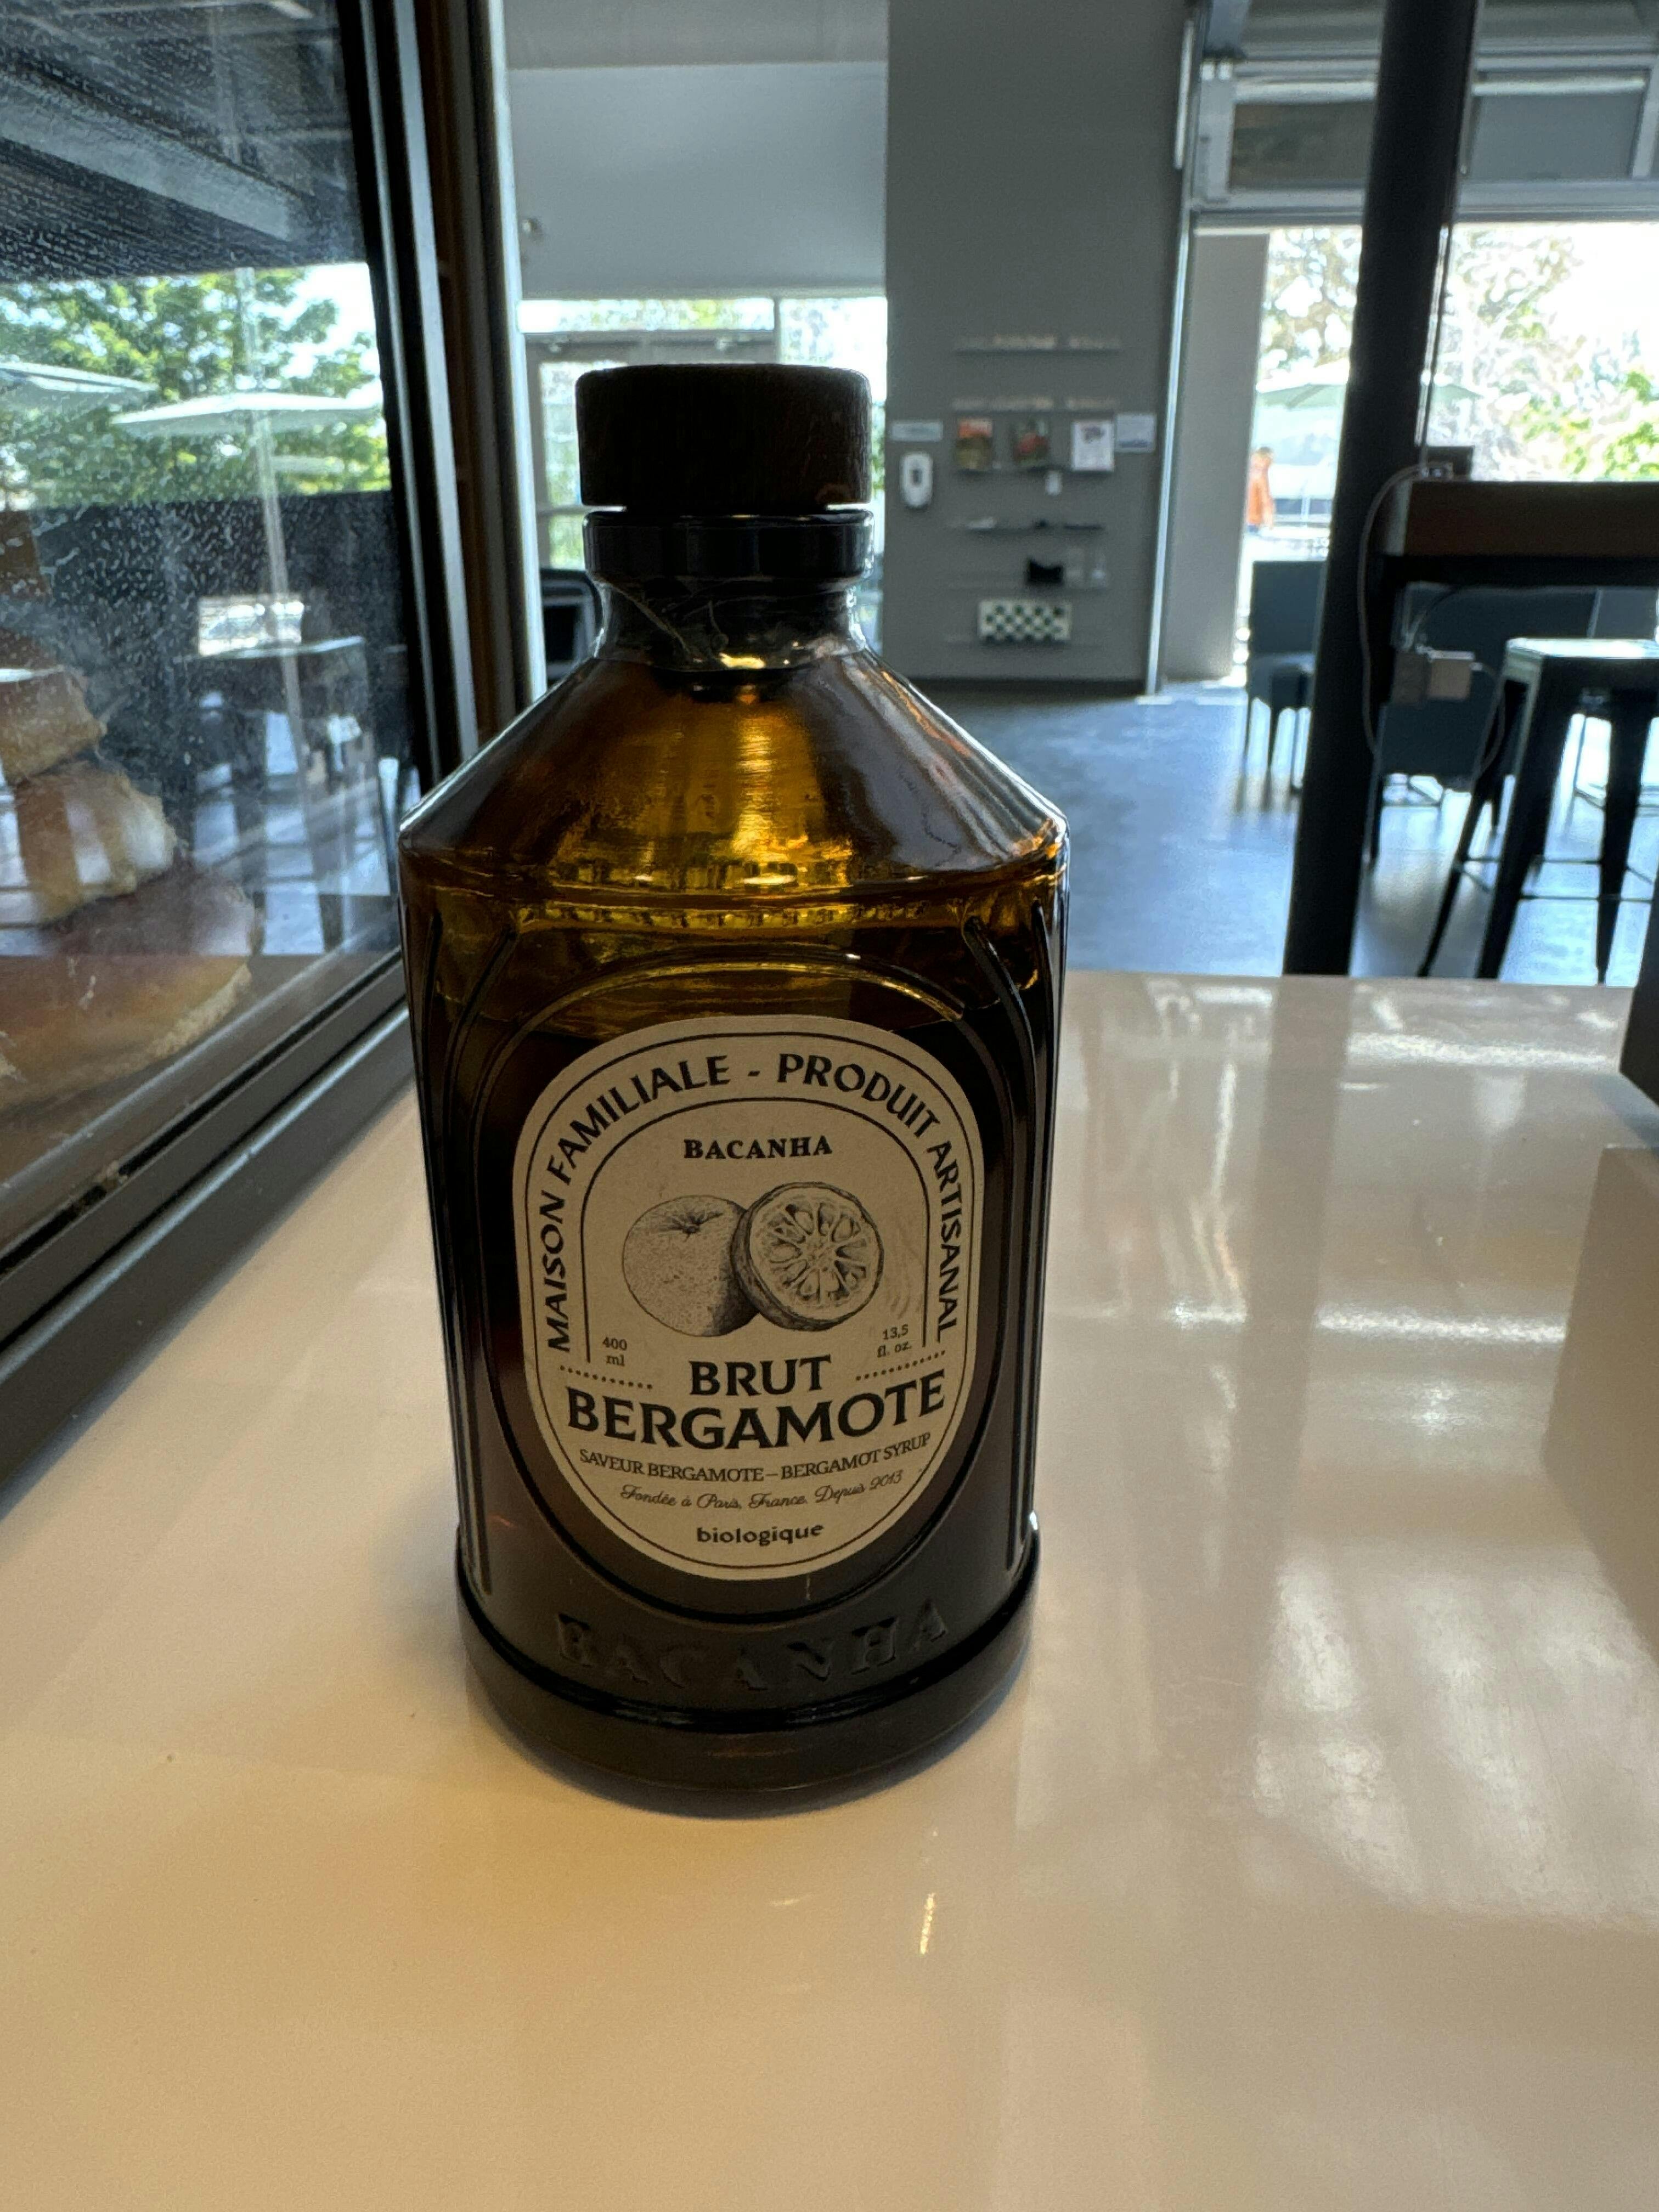 MAISON FAMILIALE - PRODUIT ARTISANAL
BACANHA
400
ml
13,5
fl. oz.
BRUT
BERGAMOTE
SAVEUR BERGAMOTE – BERGAMOT SYRUP
Fondée à Paris, France. Depuis 2013
biologique
BACANHA